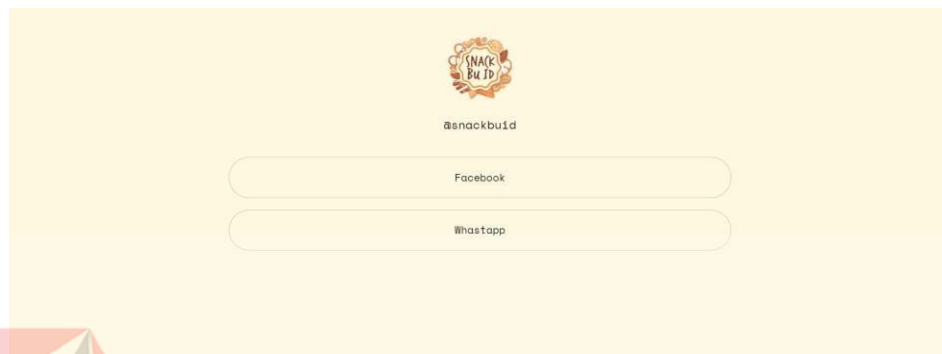 SNACK
Bu ID
@snackbuid
Facebook
Whastapp